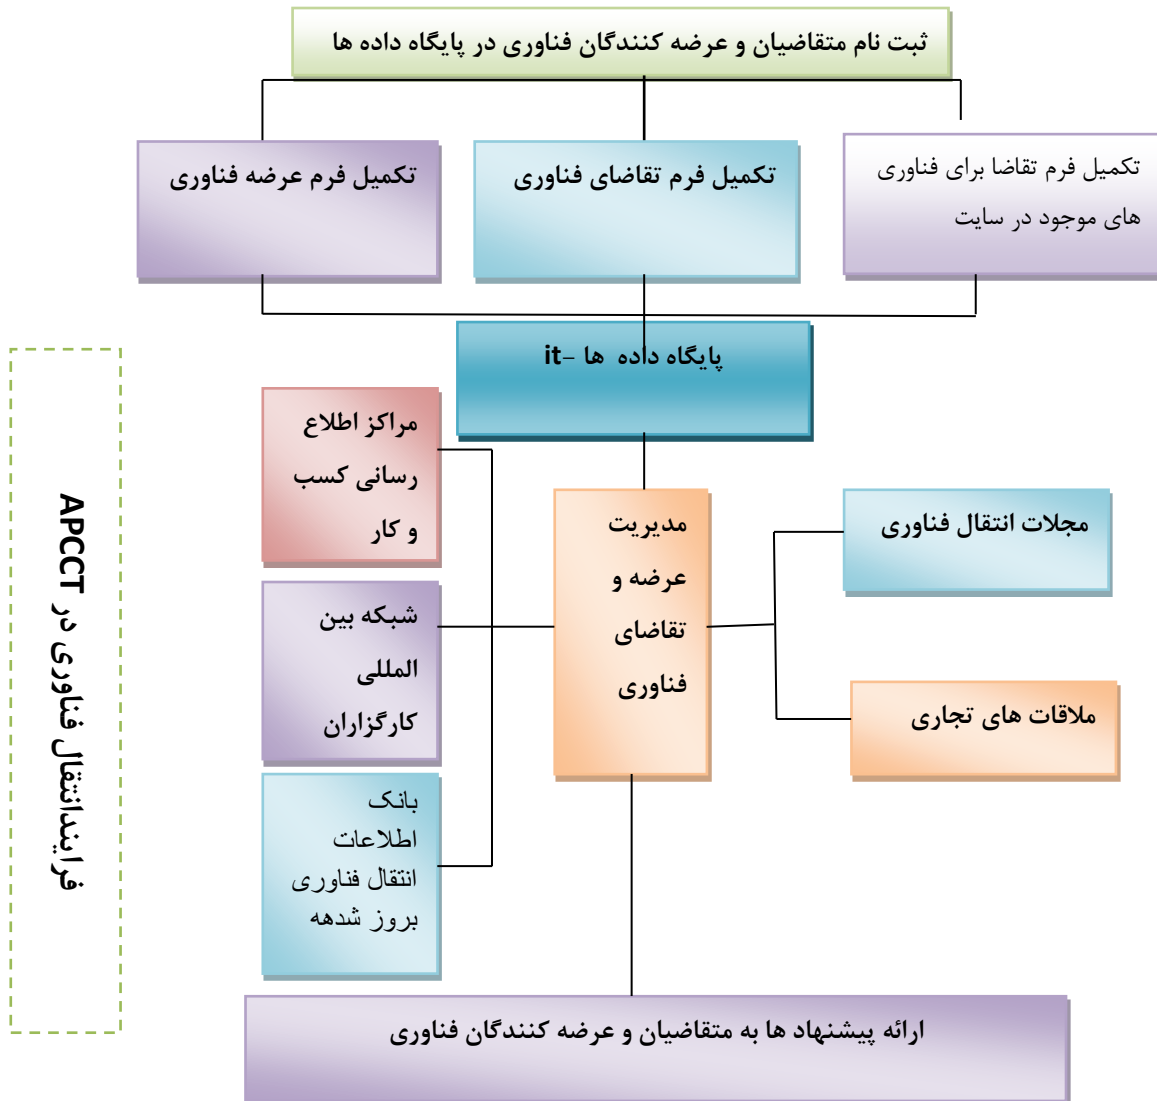 ثبت نام متقاضیان و عرضه کنندگان فناوری در پایگاه داده ها
تکمیل فرم تقاضا برای فناوری
های موجود در سایت
تکمیل فرم تقاضای فناوری
تکمیل فرم عرضه فناوری
پایگاه داده ها -it
مراکز اطلاع
رسانی کسب
و کار
مدیریت
عرضه و
تقاضای
فناوری
مجلات انتقال فناوری
شبکه بین
المللی
کارگزاران
ملاقات های تجاری
بانک
اطلاعات
انتقال فناوری
بروز شدهه
ارائه پیشنهاد ها به متقاضیان و عرضه کنندگان فناوری
فرایندانتقال فناوری در APCCT